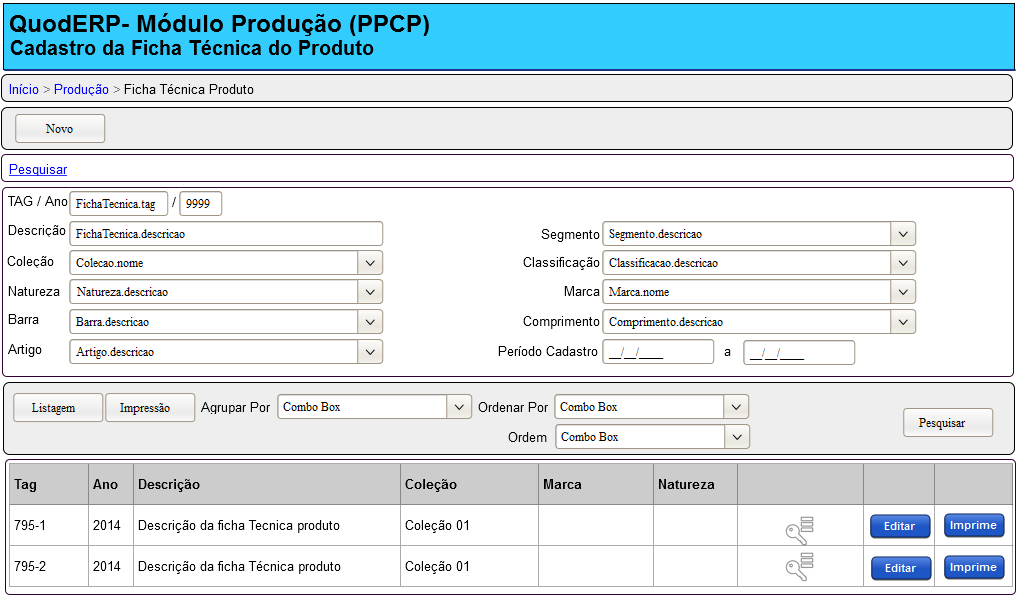 QuodERP- Módulo Produção (PPCP)
Cadastro da Ficha Técnica do Produto
Início > Produção > Ficha Técnica Produto
Novo
Pesquisar
TAG / Ano FichaTecnica.tag / 9999
Descrição FichaTecnica.descricao Segmento Segmento.descricao
Coleção Colecao.nome Classificação Classificacao.descricao
Natureza Natureza.descricao Marca Marca.nome
Barra Barra.descricao Comprimento Comprimento.descricao
Artigo Artigo.descricao Período Cadastro __/__/____ a __/__/____
Listagem Impressão Agrupar Por Combo Box Ordenar Por Combo Box
Ordem Combo Box Pesquisar
Tag Ano Descrição Coleção Marca Natureza
795-1 2014 Descrição da ficha Tecnica produto Coleção 01 Editar Imprime
795-2 2014 Descrição da ficha Técnica produto Coleção 01 Editar Imprime